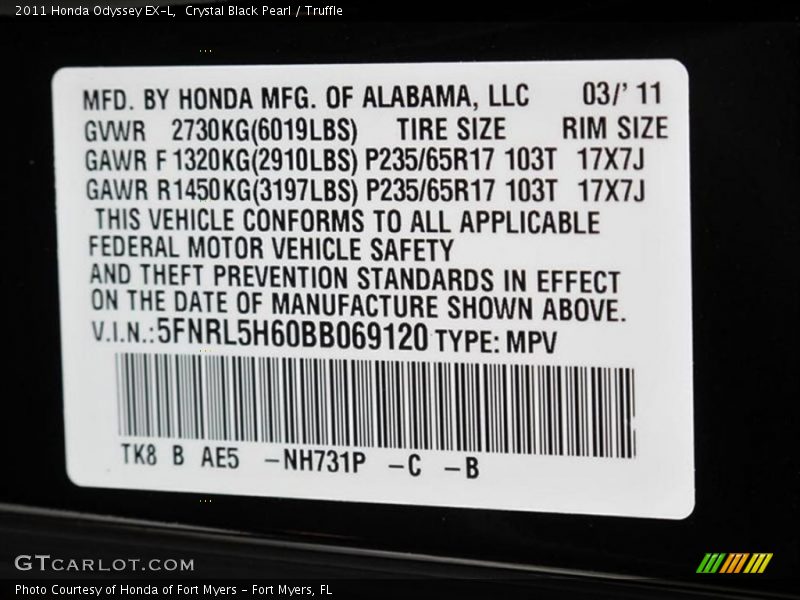 2011 Honda Odyssey EX-L,  Crystal Black Pearl / Truffle
MFD. BY HONDA MFG. OF ALABAMA, LLC 03/' 11
GVWR 2730KG(6019LBS) TIRE SIZE RIM SIZE
GAWR F 1320KG(2910LBS) P235/65R17 103T 17X7J
GAWR R1450KG(3197LBS) P235/65R17 103T 17X7J
THIS VEHICLE CONFORMS TO ALL APPLICABLE
FEDERAL MOTOR VEHICLE SAFETY
AND THEFT PREVENTION STANDARDS IN EFFECT
ON THE DATE OF MANUFACTURE SHOWN ABOVE.
V.I.N.:5FNRL5H60BB069120 TYPE: MPV
TK8 B AE5 -NH731P -C -B
GTCARLOT.COM
Photo Courtesy of Honda of Fort Myers - Fort Myers, FL